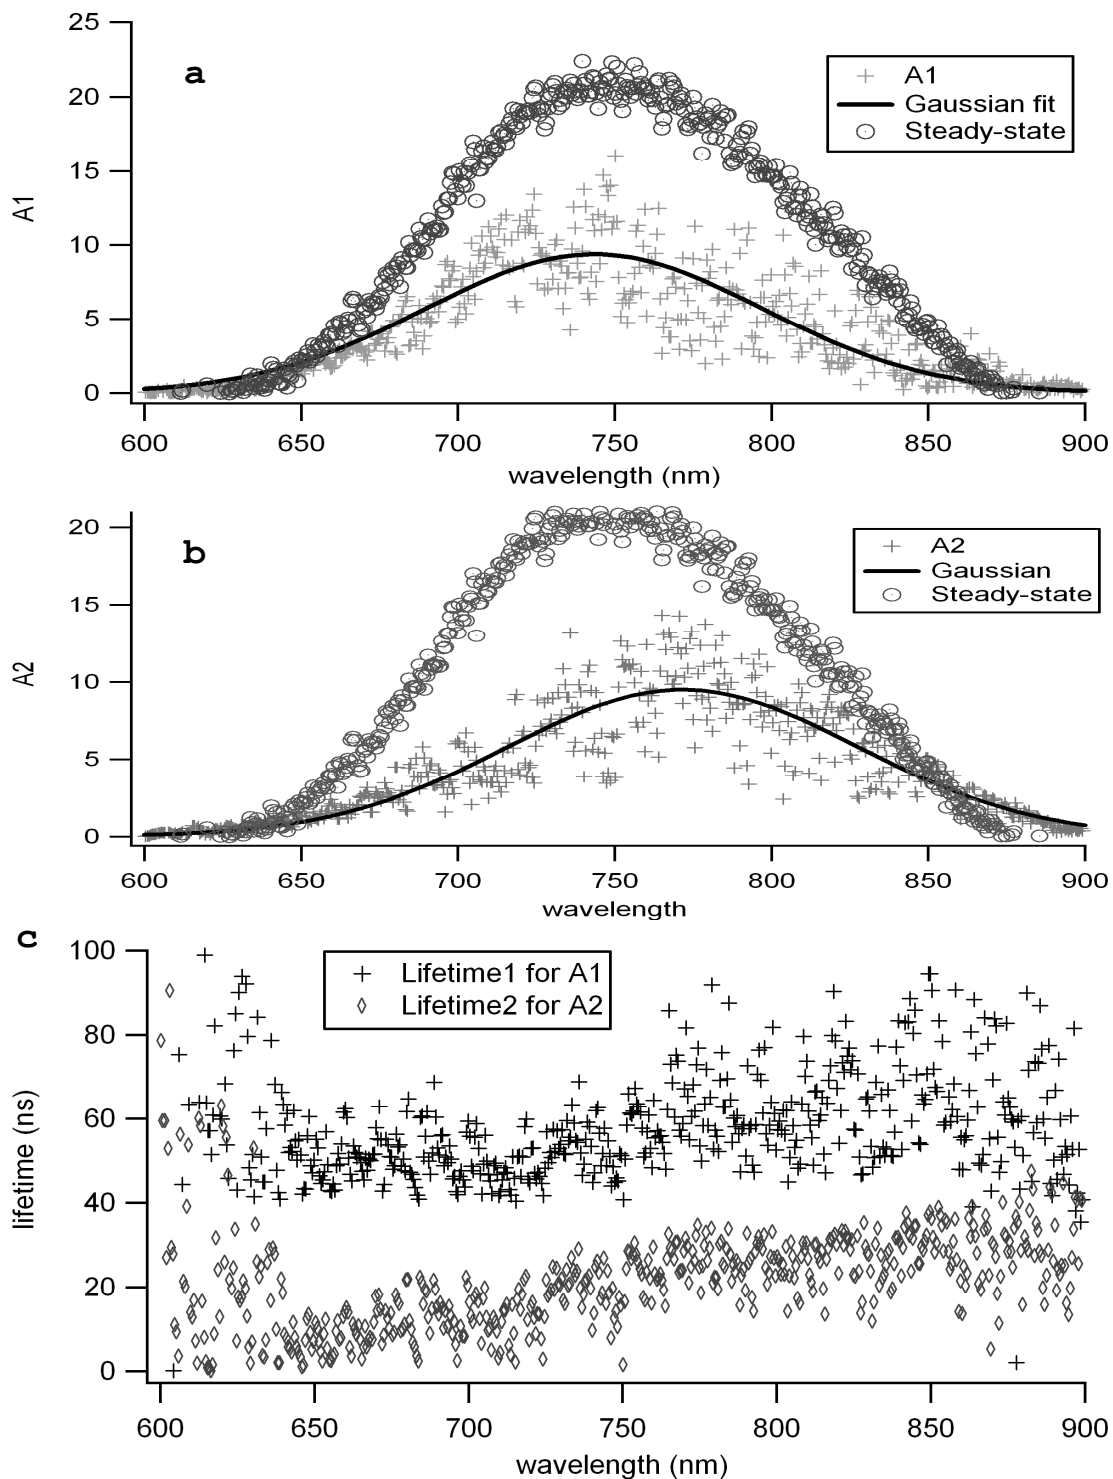 25
20
15
10
5
0
A1
a
A1
Gaussian fit
Steady-state
600
650
700
750
800
850
900
wavelength (nm)
20
15
10
5
0
A2
b
A2
Gaussian
Steady-state
600
650
700
750
800
850
900
wavelength
c
100
80
60
40
20
0
lifetime (ns)
Lifetime1 for A1
Lifetime2 for A2
600
650
700
750
800
850
900
wavelength (nm)